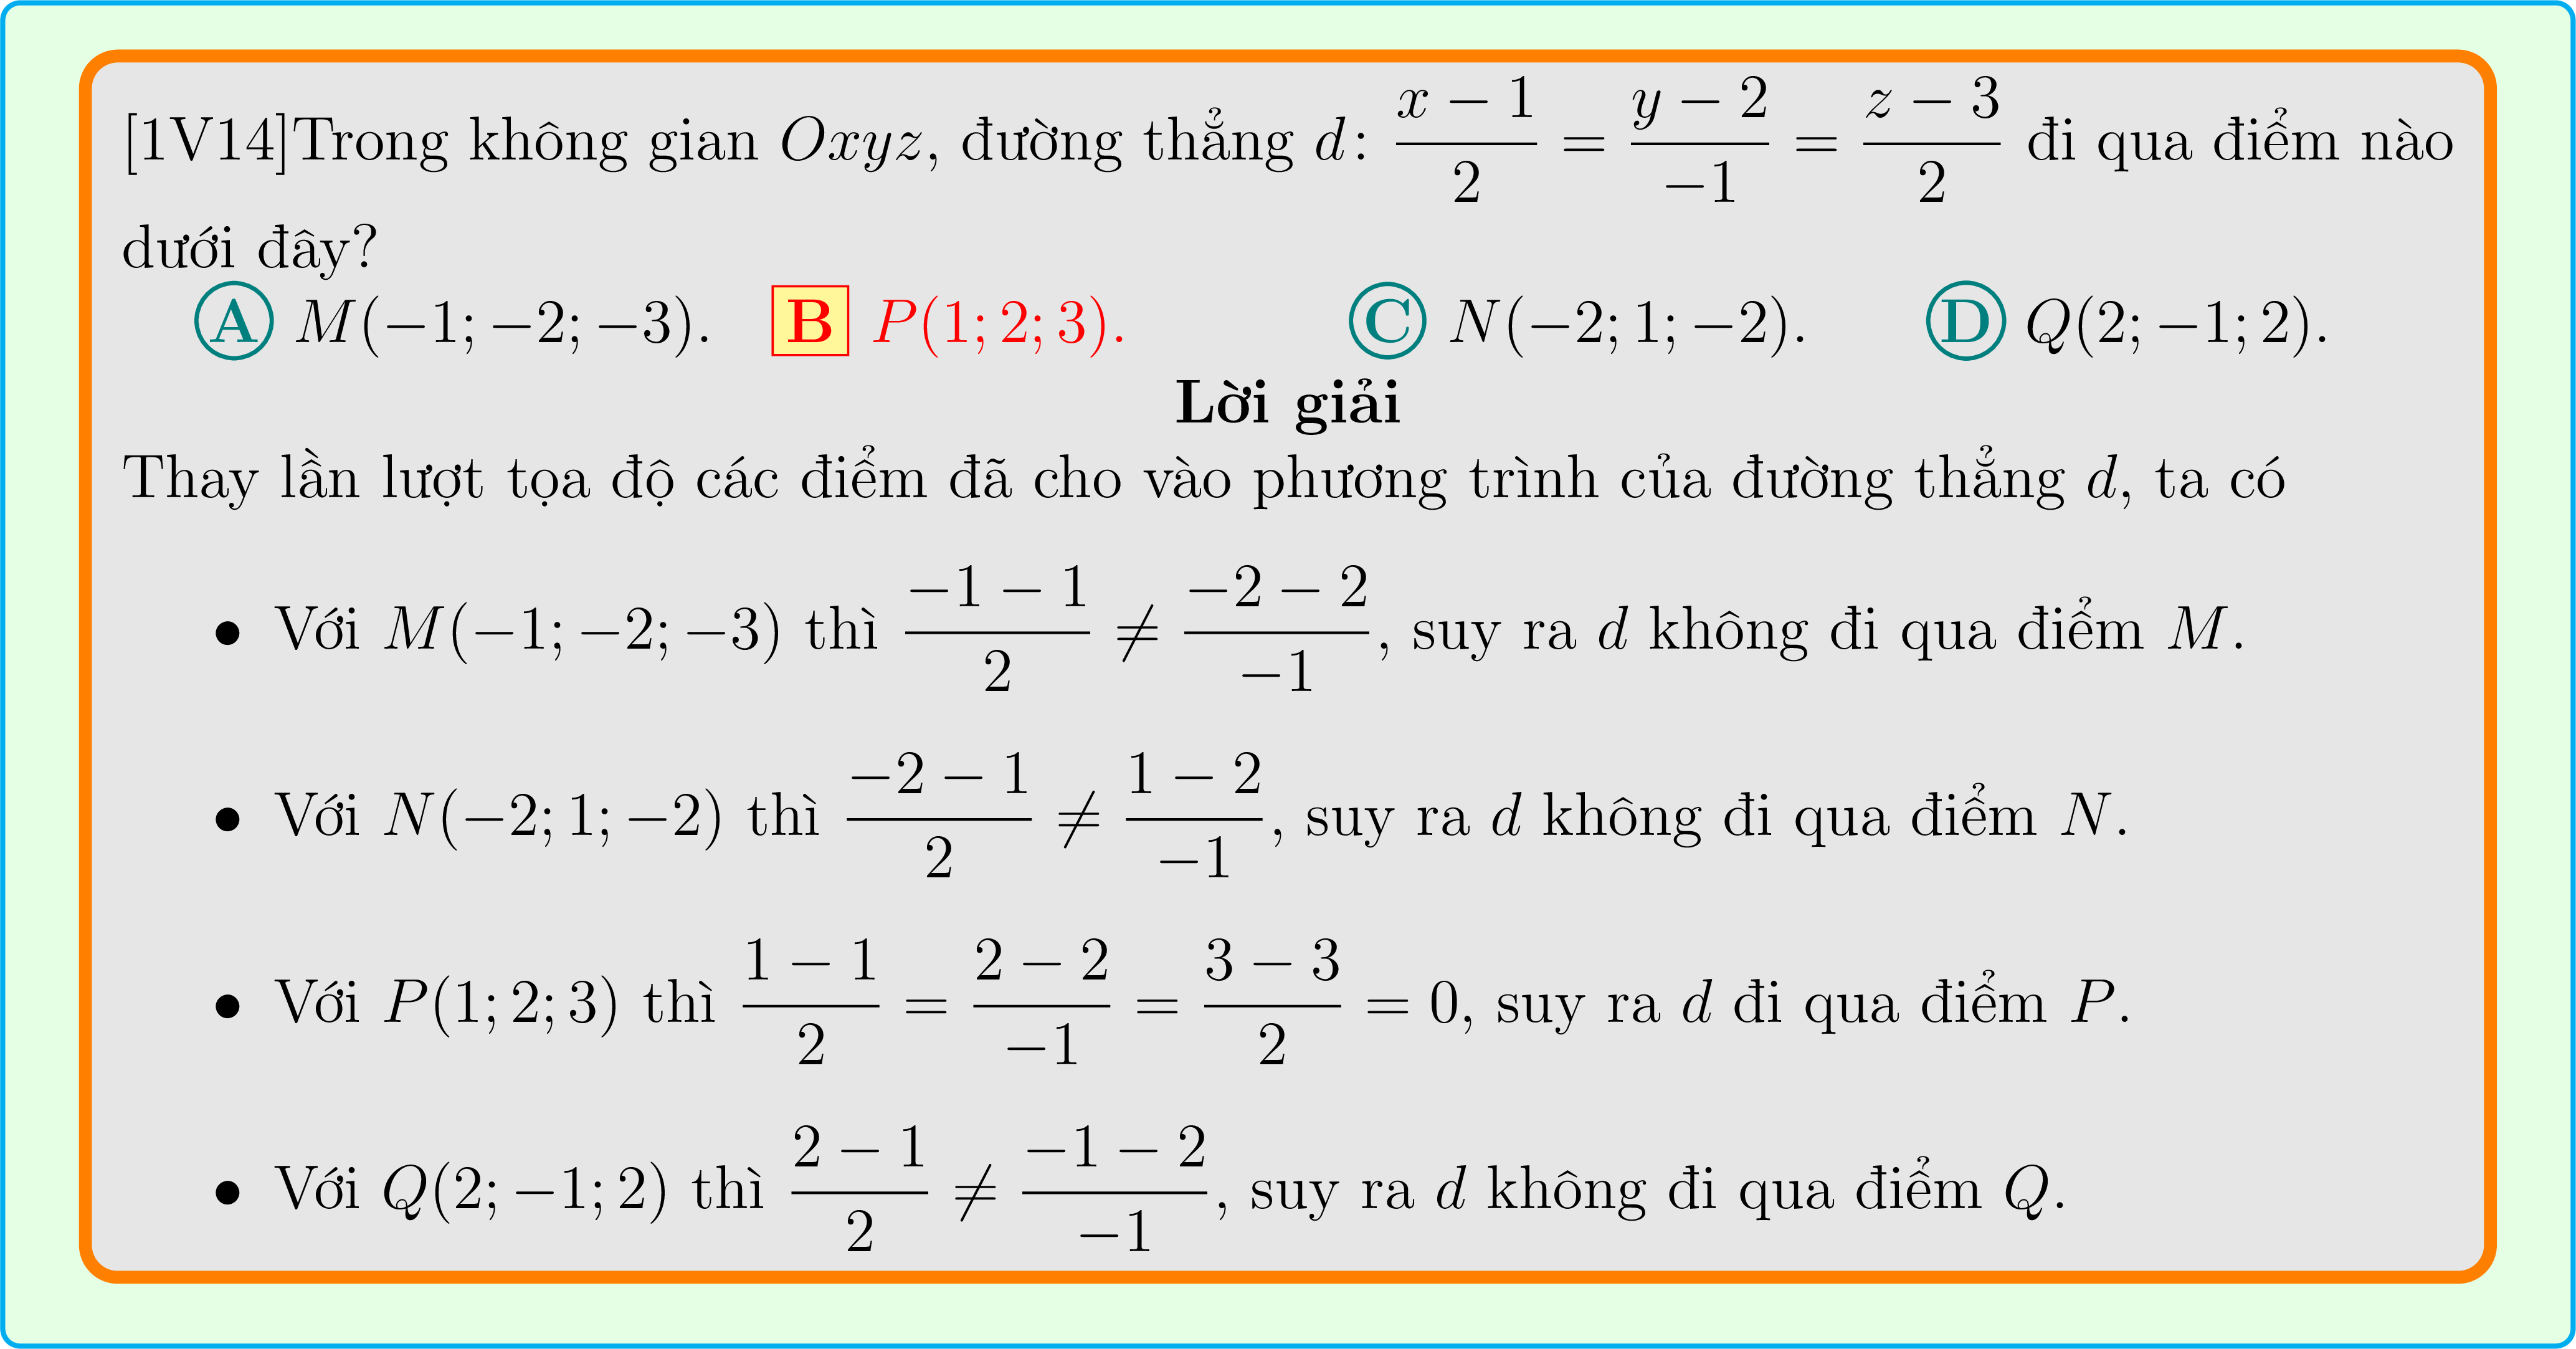 [1V14]Trong không gian Oxyz, đường thẳng d: \frac{x − 1}{2} = \frac{y − 2}{−1} = \frac{z − 3}{2} đi qua điểm nào
dưới đây?
A M(−1; −2; −3). B P(1; 2; 3). C N(−2; 1; −2). D Q(2; −1; 2).
Lời giải
Thay lần lượt tọa độ các điểm đã cho vào phương trình của đường thẳng d, ta có
• Với M(−1; −2; −3) thì \frac{−1 − 1}{2} ≠ \frac{−2 − 2}{−1}, suy ra d không đi qua điểm M.
• Với N(−2; 1; −2) thì \frac{−2 − 1}{2} ≠ \frac{1 − 2}{−1}, suy ra d không đi qua điểm N.
• Với P(1; 2; 3) thì \frac{1 − 1}{2} = \frac{2 − 2}{−1} = \frac{3 − 3}{2} = 0, suy ra d đi qua điểm P.
• Với Q(2; −1; 2) thì \frac{2 − 1}{2} ≠ \frac{−1 − 2}{−1}, suy ra d không đi qua điểm Q.